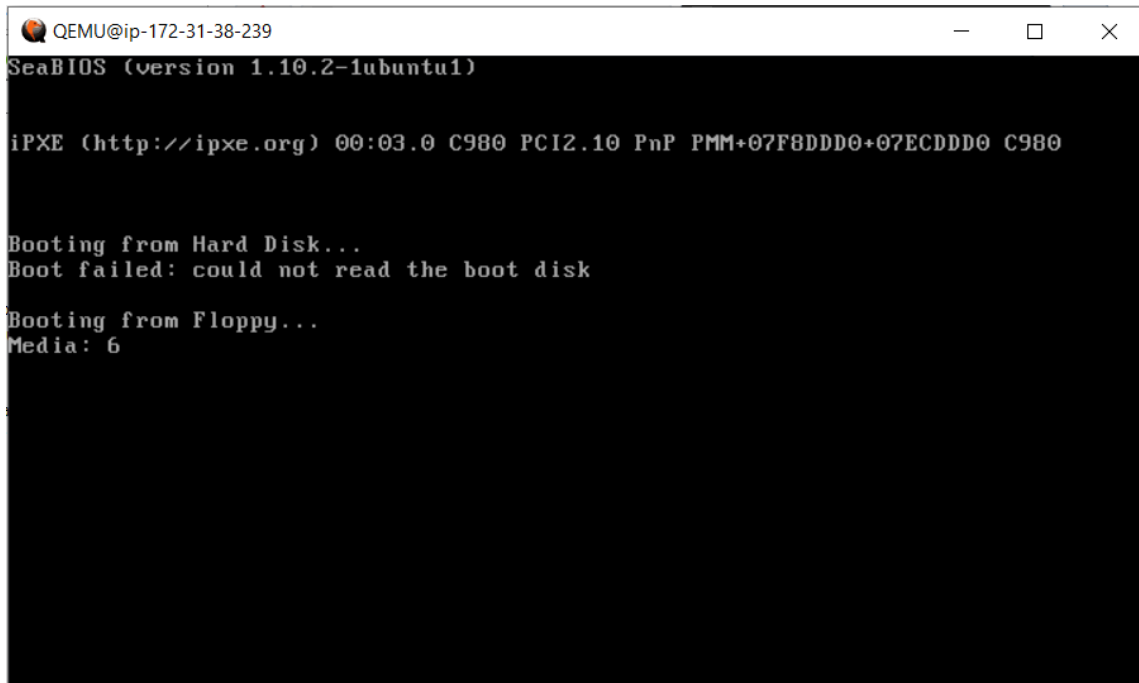 QEMU@ip-172-31-38-239
SeaBIOS (version 1.10.2-1ubuntu1)
iPXE (http://ipxe.org) 00:03.0 C980 PCI2.10 PnP PMM+07F8DDD0+07ECDDD0 C980
Booting from Hard Disk...
Boot failed: could not read the boot disk
Booting from Floppy...
Media: 6